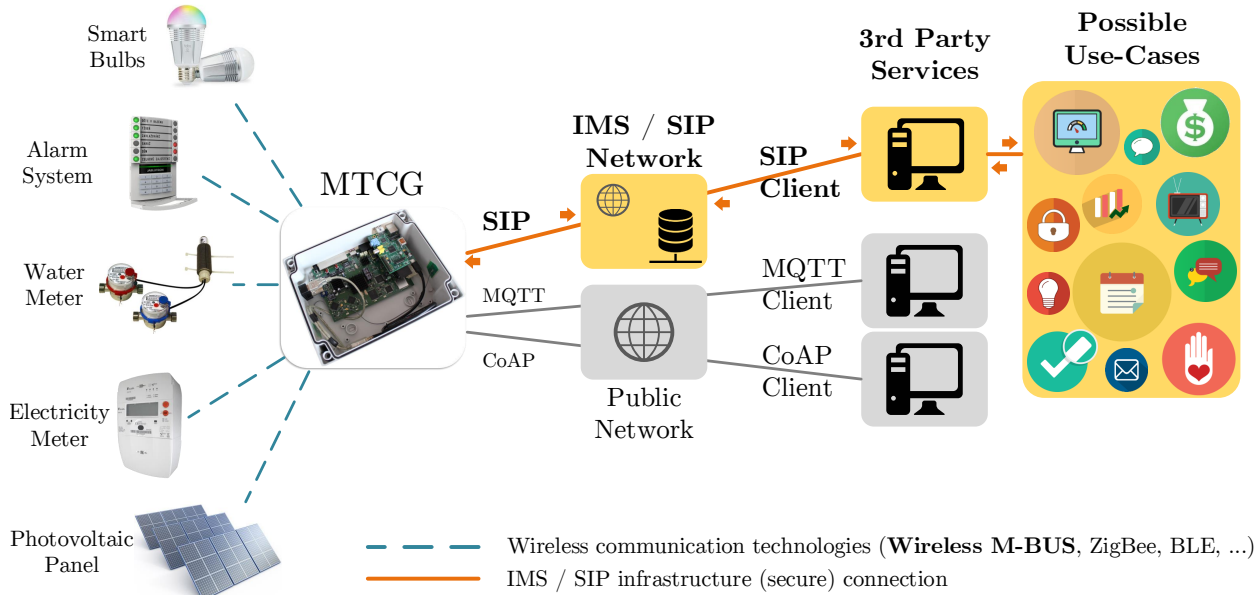 Smart
Bulbs
Alarm
System
Water
Meter
Electricity
Meter
Photovoltaic
Panel
MTCG
SIP
MQTT
CoAP
IMS / SIP
Network
Public
Network
SIP
Client
MQTT
Client
CoAP
Client
3rd Party
Services
Possible
Use-Cases
$
Wireless communication technologies (Wireless M-BUS, ZigBee, BLE, ...)
IMS / SIP infrastructure (secure) connection